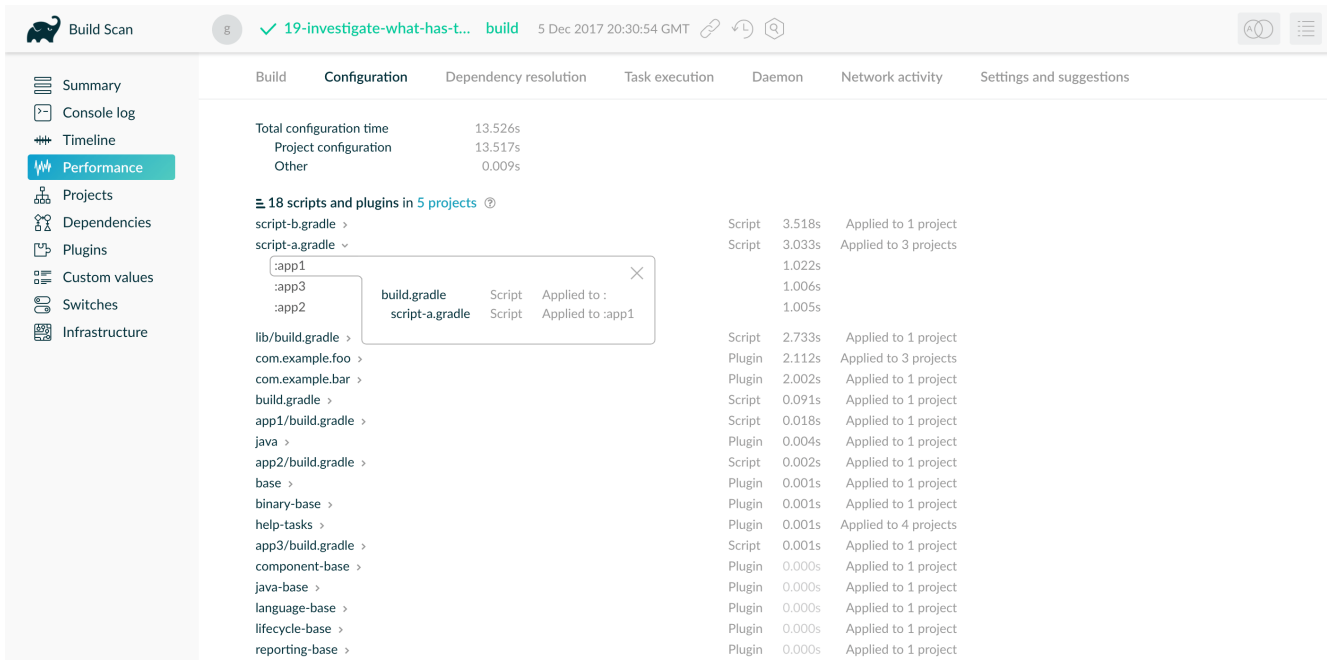 Build Scan
g 19-investigate-what-has-t... build 5 Dec 2017 20:30:54 GMT
Summary
Console log
Timeline
Performance
Projects
Dependencies
Plugins
Custom values
Switches
Infrastructure
Build Configuration Dependency resolution Task execution Daemon Network activity Settings and suggestions
Total configuration time 13.526s
Project configuration 13.517s
Other 0.009s
18 scripts and plugins in 5 projects ?
script-b.gradle Script 3.518s Applied to 1 project
script-a.gradle Script 3.033s Applied to 3 projects
:app1 1.022s
:app3 1.006s
:app2 1.005s
build.gradle Script Applied to :
script-a.gradle Script Applied to :app1
lib/build.gradle Script 2.733s Applied to 1 project
com.example.foo Plugin 2.112s Applied to 3 projects
com.example.bar Plugin 2.002s Applied to 1 project
build.gradle Script 0.091s Applied to 1 project
app1/build.gradle Script 0.018s Applied to 1 project
java Plugin 0.004s Applied to 1 project
app2/build.gradle Script 0.002s Applied to 1 project
base Plugin 0.001s Applied to 1 project
binary-base Plugin 0.001s Applied to 1 project
help-tasks Plugin 0.001s Applied to 4 projects
app3/build.gradle Script 0.001s Applied to 1 project
component-base Plugin 0.000s Applied to 1 project
java-base Plugin 0.000s Applied to 1 project
language-base Plugin 0.000s Applied to 1 project
lifecycle-base Plugin 0.000s Applied to 1 project
reporting-base Plugin 0.000s Applied to 1 project